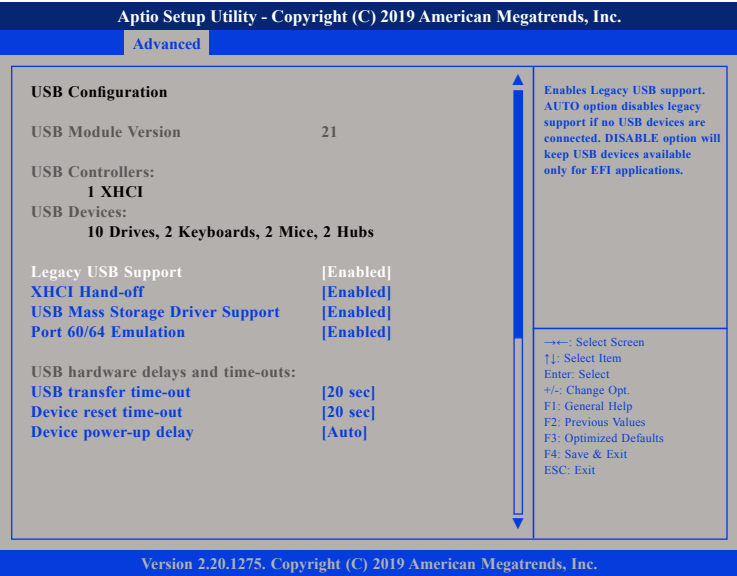 Aptio Setup Utility - Copyright (C) 2019 American Megatrends, Inc.
Advanced
USB Configuration
USB Module Version 21
USB Controllers:
1 XHCI
USB Devices:
10 Drives, 2 Keyboards, 2 Mice, 2 Hubs
Legacy USB Support [Enabled]
XHCI Hand-off [Enabled]
USB Mass Storage Driver Support [Enabled]
Port 60/64 Emulation [Enabled]
USB hardware delays and time-outs:
USB transfer time-out [20 sec]
Device reset time-out [20 sec]
Device power-up delay [Auto]
Enables Legacy USB support.
AUTO option disables legacy
support if no USB devices are
connected. DISABLE option will
keep USB devices available
only for EFI applications.
→←: Select Screen
↑↓: Select Item
Enter: Select
+/-: Change Opt.
F1: General Help
F2: Previous Values
F3: Optimized Defaults
F4: Save & Exit
ESC: Exit
Version 2.20.1275. Copyright (C) 2019 American Megatrends, Inc.